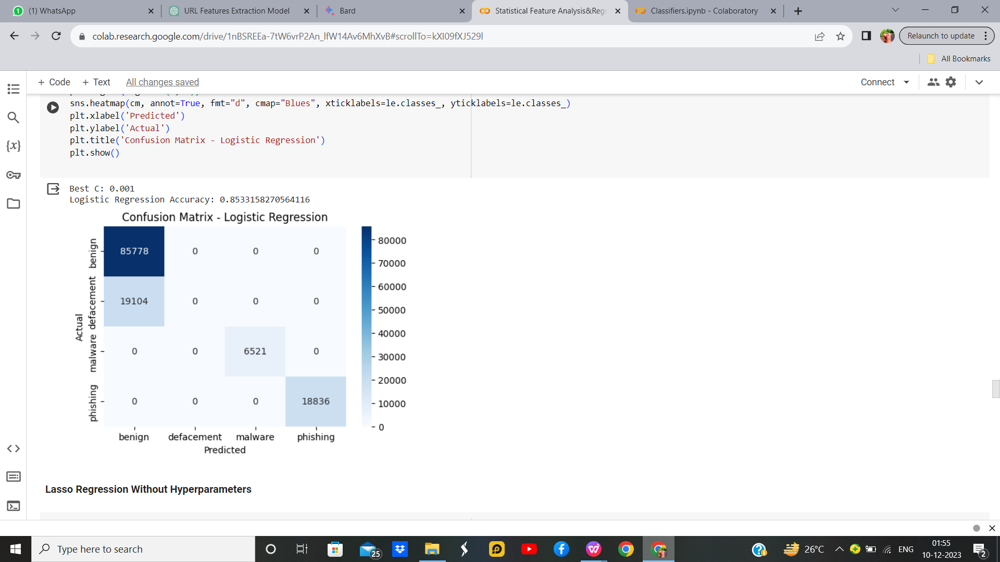 (1) WhatsApp
URL Features Extraction Model
Bard
Statistical Feature Analysis&Regr
Classifiers.ipynb - Colaboratory
colab.research.google.com/drive/1nBSREEa-7tW6vrP2An_lfW14Av6MhXvB#scrollTo=kXI09fXJ529l
Relaunch to update
All Bookmarks
+ Code + Text All changes saved
Connect
sns.heatmap(cm, annot=True, fmt="d", cmap="Blues", xticklabels=le.classes_, yticklabels=le.classes_)
plt.xlabel('Predicted')
plt.ylabel('Actual')
plt.title('Confusion Matrix - Logistic Regression')
plt.show()
{x}
Best C: 0.001
Logistic Regression Accuracy: 0.8533158270564116
Confusion Matrix - Logistic Regression
Actual
benign
85778 0 0 0
defacement
19104 0 0 0
malware
0 0 6521 0
phishing
0 0 0 18836
benign defacement malware phishing
Predicted
80000
70000
60000
50000
40000
30000
20000
10000
0
Lasso Regression Without Hyperparameters
Type here to search
25
26°C
ENG
01:55
10-12-2023
2